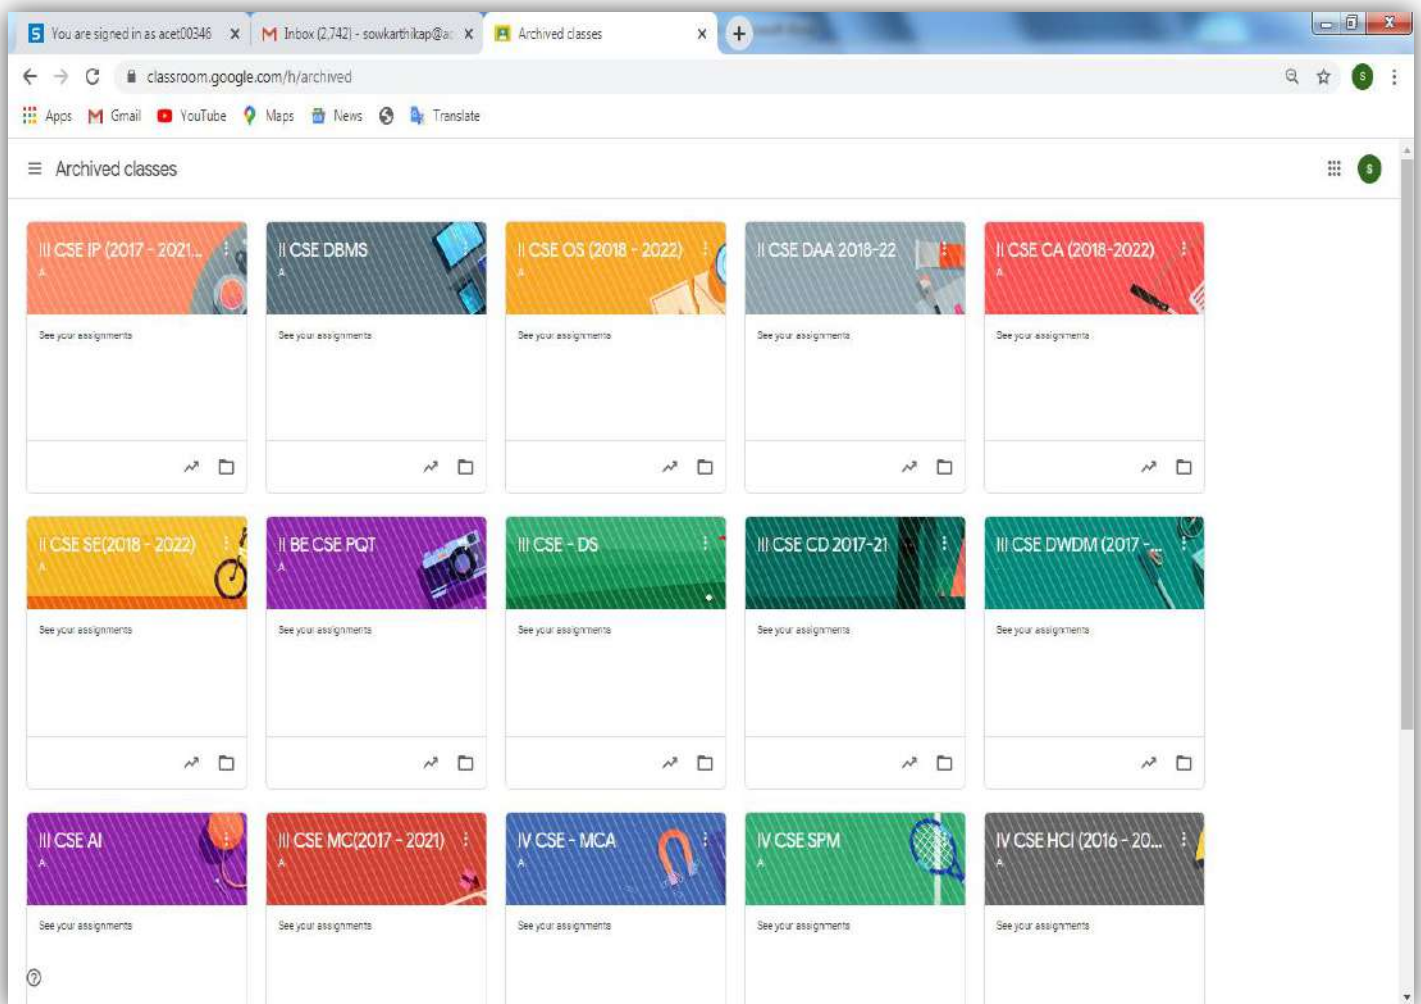 You are signed in as acet00346
Inbox (2,742) - sowkarthikap@ac
Archived classes
classroom.google.com/h/archived
S
Apps
Gmail
YouTube
Maps
News
Translate
Archived classes
S
III CSE IP (2017 - 2021...
A
See your assignments
II CSE DBMS
See your assignments
II CSE OS (2018 - 2022)
See your assignments
II CSE DAA 2018-22
See your assignments
II CSE CA (2018-2022)
A
See your assignments
II CSE SE(2018 - 2022)
A
See your assignments
II BE CSE PQT
A
See your assignments
III CSE - DS
See your assignments
III CSE CD 2017-21
See your assignments
III CSE DWDM (2017 -...
See your assignments
III CSE AI
A
See your assignments
III CSE MC(2017 - 2021)
A
See your assignments
IV CSE - MCA
A
See your assignments
IV CSE SPM
A
See your assignments
IV CSE HCI (2016 - 20...
A
See your assignments